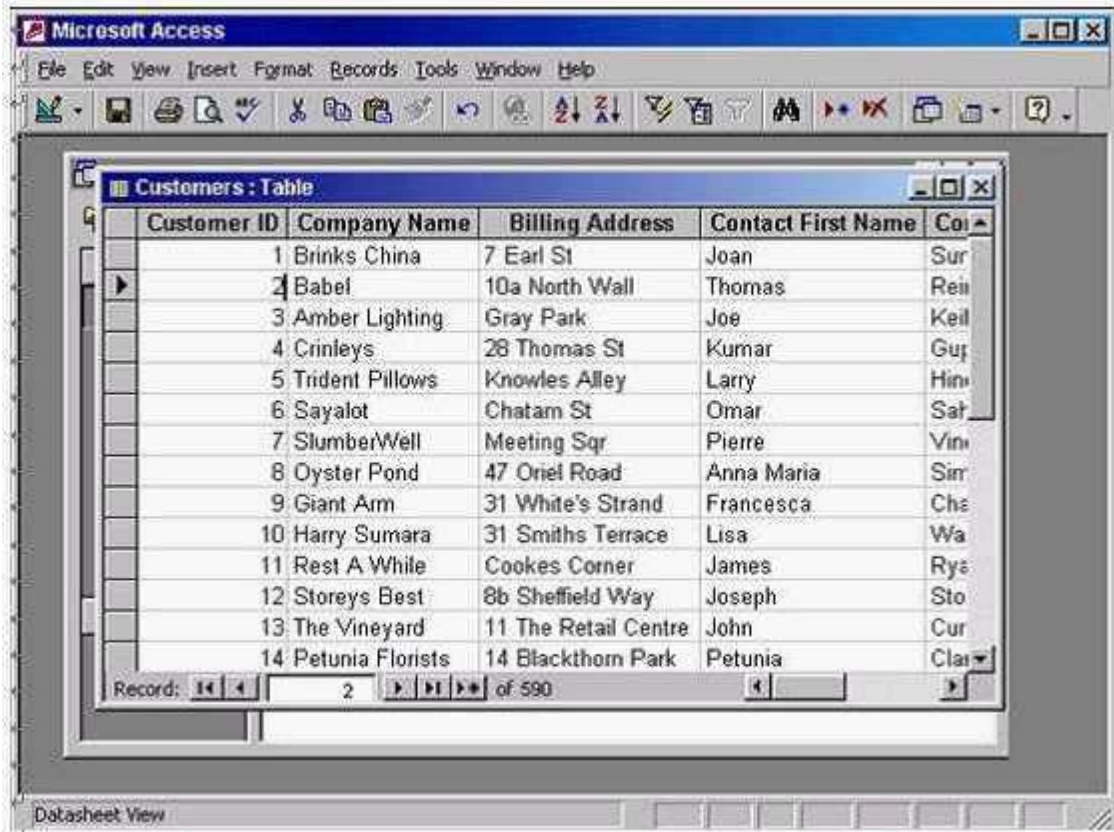 Microsoft Access
File Edit View Insert Format Records Tools Window Help
Customers : Table
Customer ID Company Name Billing Address Contact First Name
1 Brinks China 7 Earl St Joan
2 Babel 10a North Wall Thomas
3 Amber Lighting Gray Park Joe
4 Crinleys 28 Thomas St Kumar
5 Trident Pillows Knowles Alley Larry
6 Sayalot Chatam St Omar
7 SlumberWell Meeting Sqr Pierre
8 Oyster Pond 47 Oriel Road Anna Maria
9 Giant Arm 31 White's Strand Francesca
10 Harry Sumara 31 Smiths Terrace Lisa
11 Rest A While Cookes Corner James
12 Storeys Best 8b Sheffield Way Joseph
13 The Vineyard 11 The Retail Centre John
14 Petunia Florists 14 Blackthorn Park Petunia
Record: 2 of 590
Datasheet View